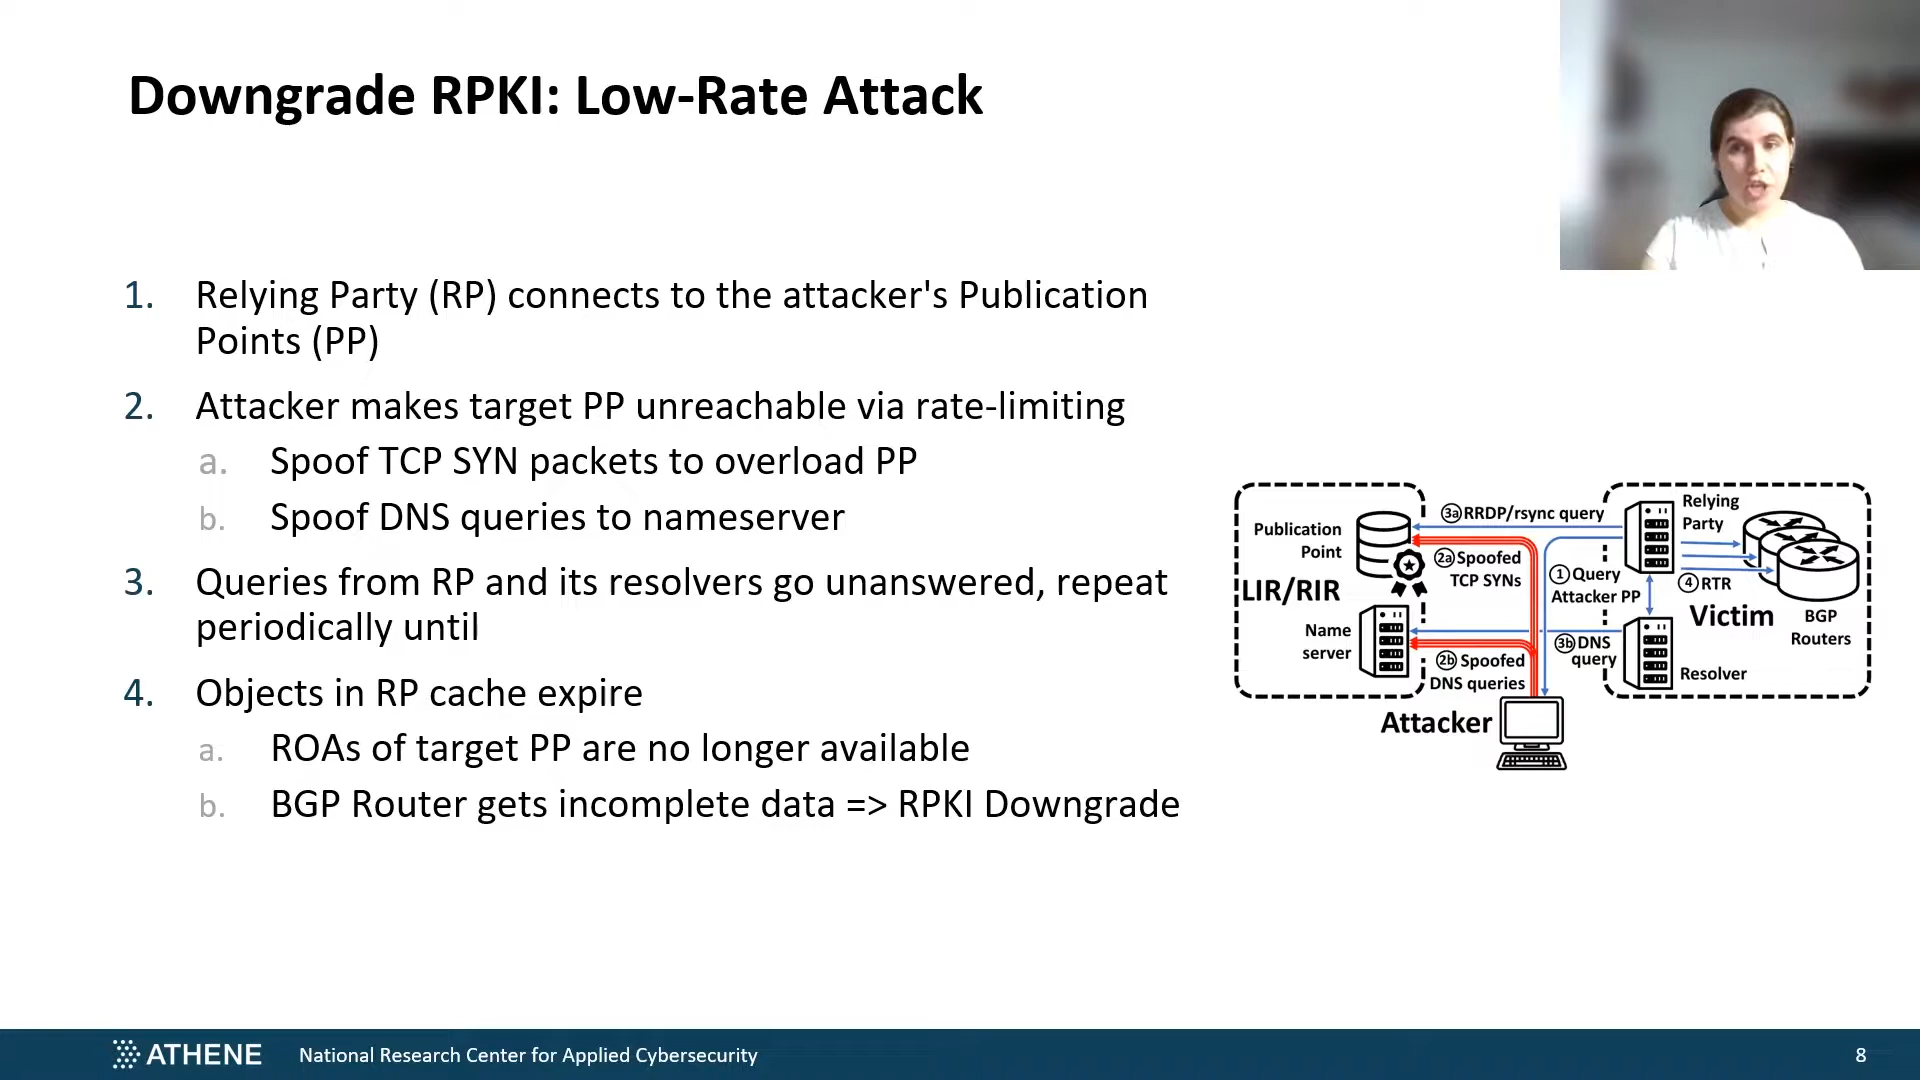 Downgrade RPKI: Low-Rate Attack
1. Relying Party (RP) connects to the attacker's Publication
Points (PP)
2. Attacker makes target PP unreachable via rate-limiting
a. Spoof TCP SYN packets to overload PP
b. Spoof DNS queries to nameserver
3. Queries from RP and its resolvers go unanswered, repeat
periodically until
4. Objects in RP cache expire
a. ROAs of target PP are no longer available
b. BGP Router gets incomplete data => RPKI Downgrade
Publication
Point
LIR/RIR
Name
server
3a RRDP/rsync query
2a Spoofed
TCP SYNs
1 Query
Attacker PP
2b Spoofed
DNS queries
3b DNS
query
Attacker
Relying
Party
4 RTR
Victim
BGP
Routers
Resolver
ATHENE
National Research Center for Applied Cybersecurity
8